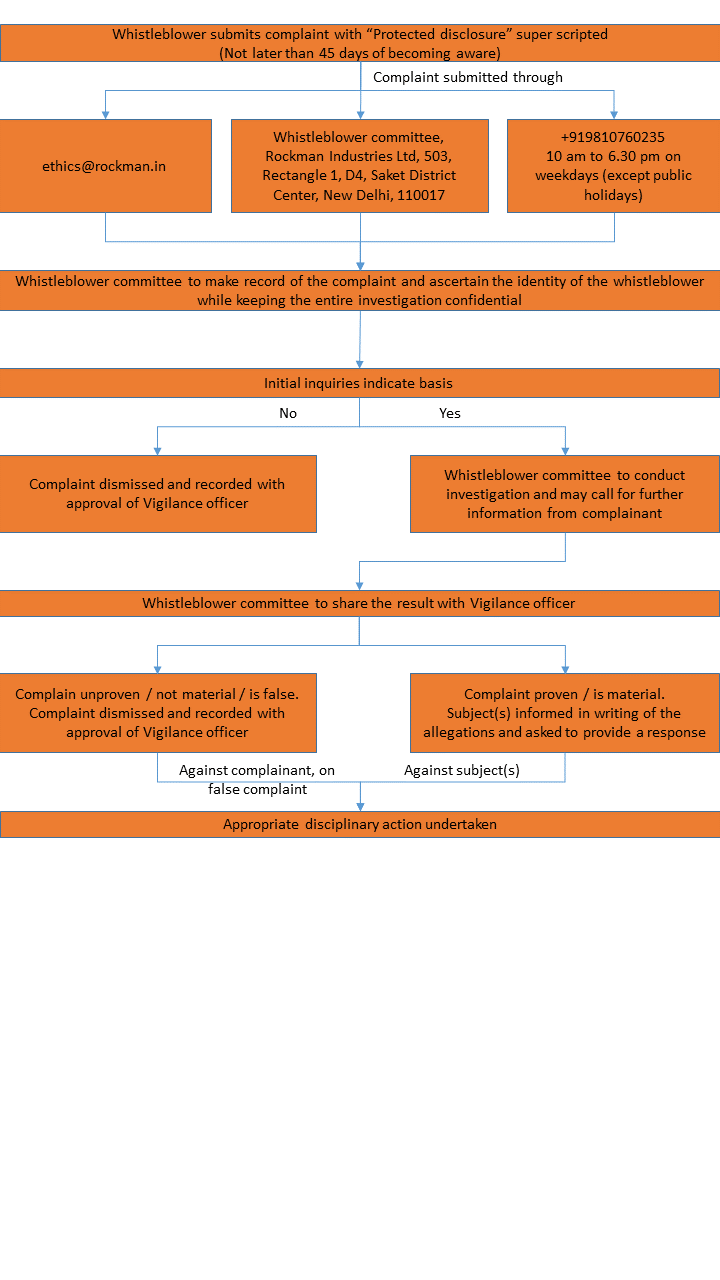 Whistleblower submits complaint with “Protected disclosure” super scripted
(Not later than 45 days of becoming aware)
Complaint submitted through
ethics@rockman.in
Whistleblower committee,
Rockman Industries Ltd, 503,
Rectangle 1, D4, Saket District
Center, New Delhi, 110017
+919810760235
10 am to 6.30 pm on
weekdays (except public
holidays)
Whistleblower committee to make record of the complaint and ascertain the identity of the whistleblower
while keeping the entire investigation confidential
Initial inquiries indicate basis
No
Yes
Complaint dismissed and recorded with
approval of Vigilance officer
Whistleblower committee to conduct
investigation and may call for further
information from complainant
Whistleblower committee to share the result with Vigilance officer
Complain unproven / not material / is false.
Complaint dismissed and recorded with
approval of Vigilance officer
Complaint proven / is material.
Subject(s) informed in writing of the
allegations and asked to provide a response
Against complainant, on
false complaint
Against subject(s)
Appropriate disciplinary action undertaken